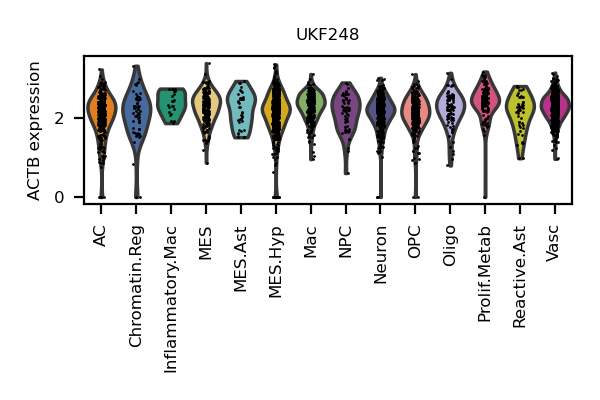 UKF248
ACTB expression
2
0
AC
Chromatin.Reg
Inflammatory.Mac
MES
MES.Ast
MES.Hyp
Mac
NPC
Neuron
OPC
Oligo
Prolif.Metab
Reactive.Ast
Vasc